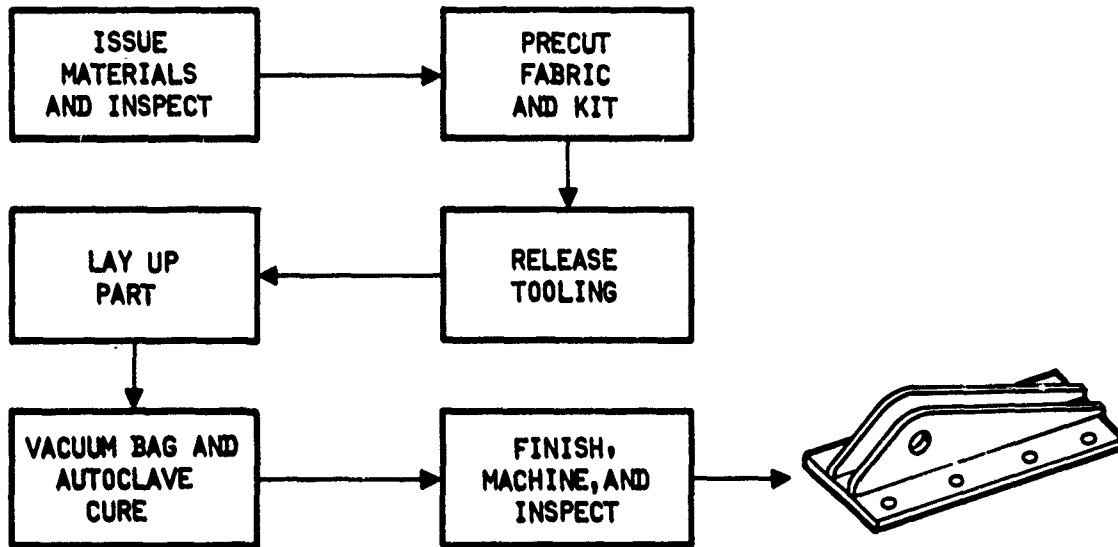 ISSUE
MATERIALS
AND INSPECT
PRECUT
FABRIC
AND KIT
RELEASE
TOOLING
LAY UP
PART
VACUUM BAG AND
AUTOCLAVE
CURE
FINISH,
MACHINE,AND
INSPECT